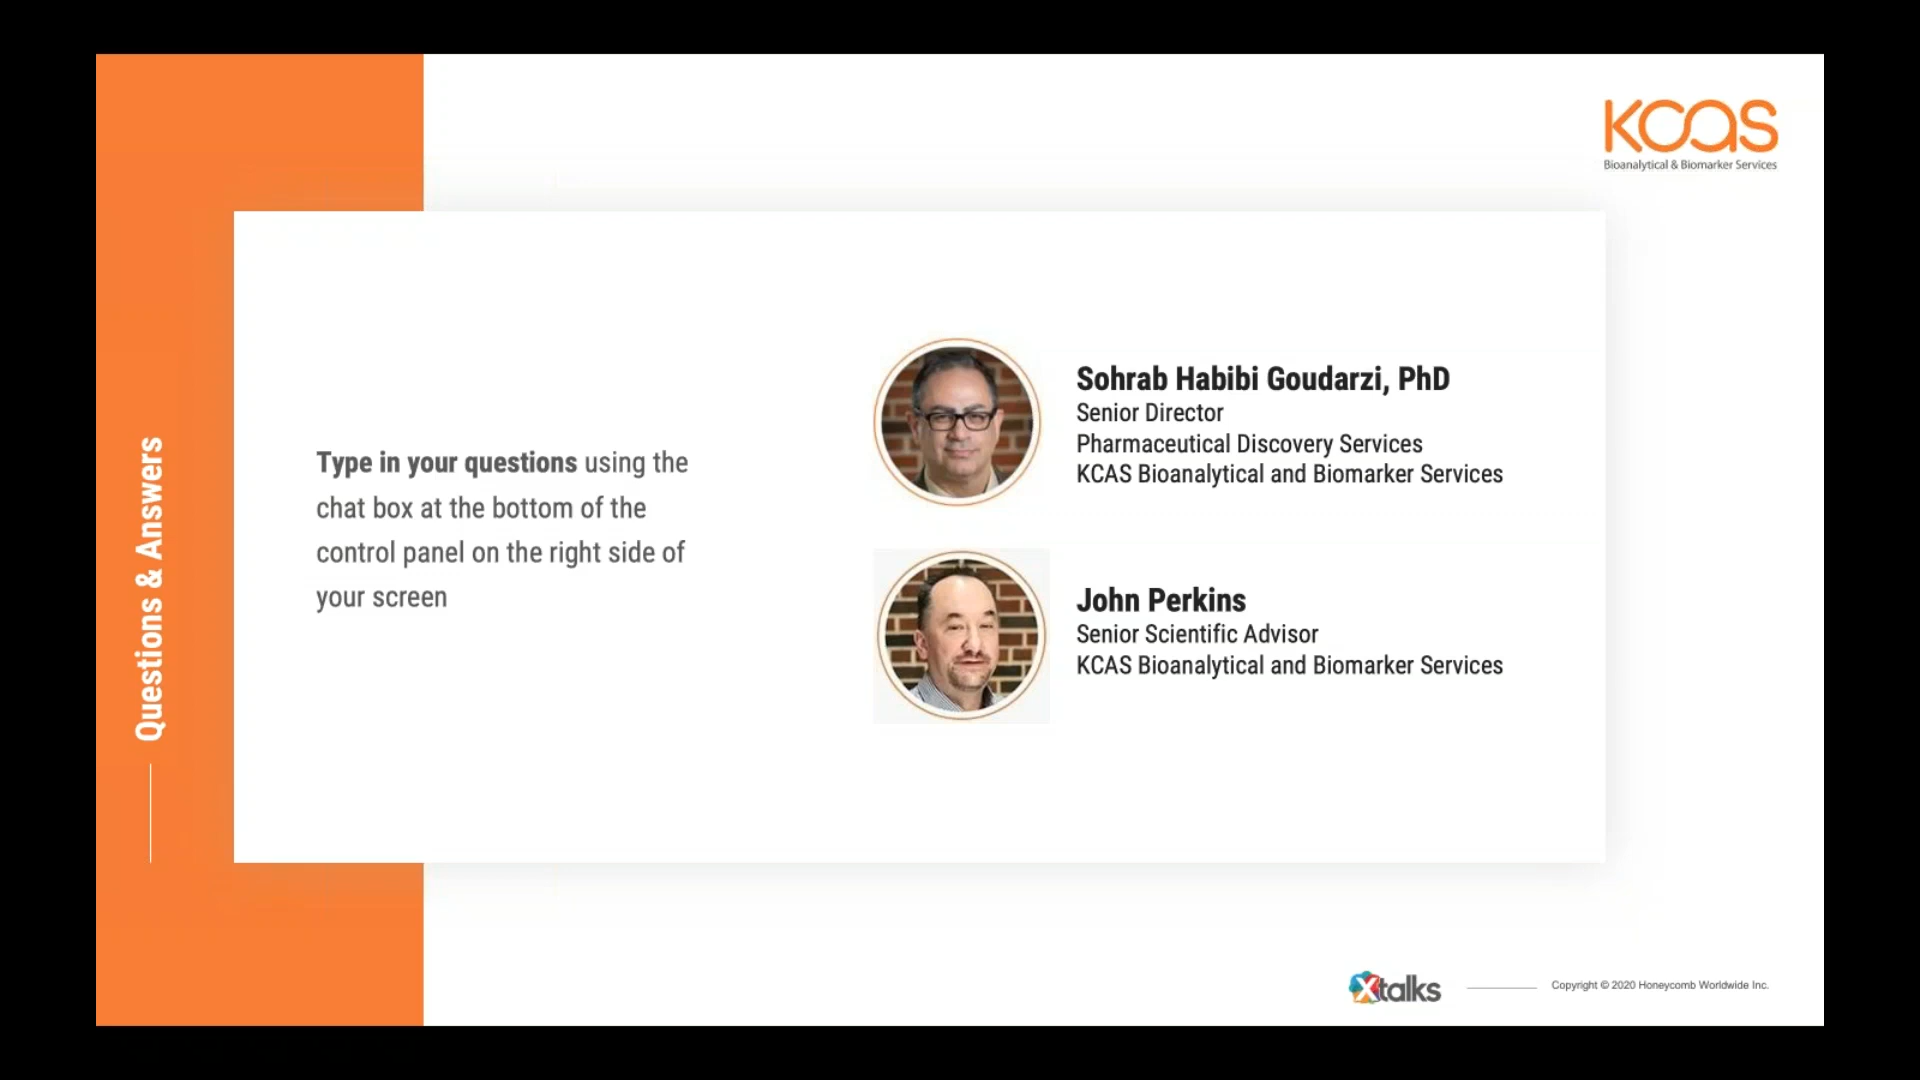 KCAS
Bioanalytical & Biomarker Services
Questions & Answers
Type in your questions using the
chat box at the bottom of the
control panel on the right side of
your screen
Sohrab Habibi Goudarzi, PhD
Senior Director
Pharmaceutical Discovery Services
KCAS Bioanalytical and Biomarker Services
John Perkins
Senior Scientific Advisor
KCAS Bioanalytical and Biomarker Services
Xtalks
Copyright © 2020 Honeycomb Worldwide Inc.